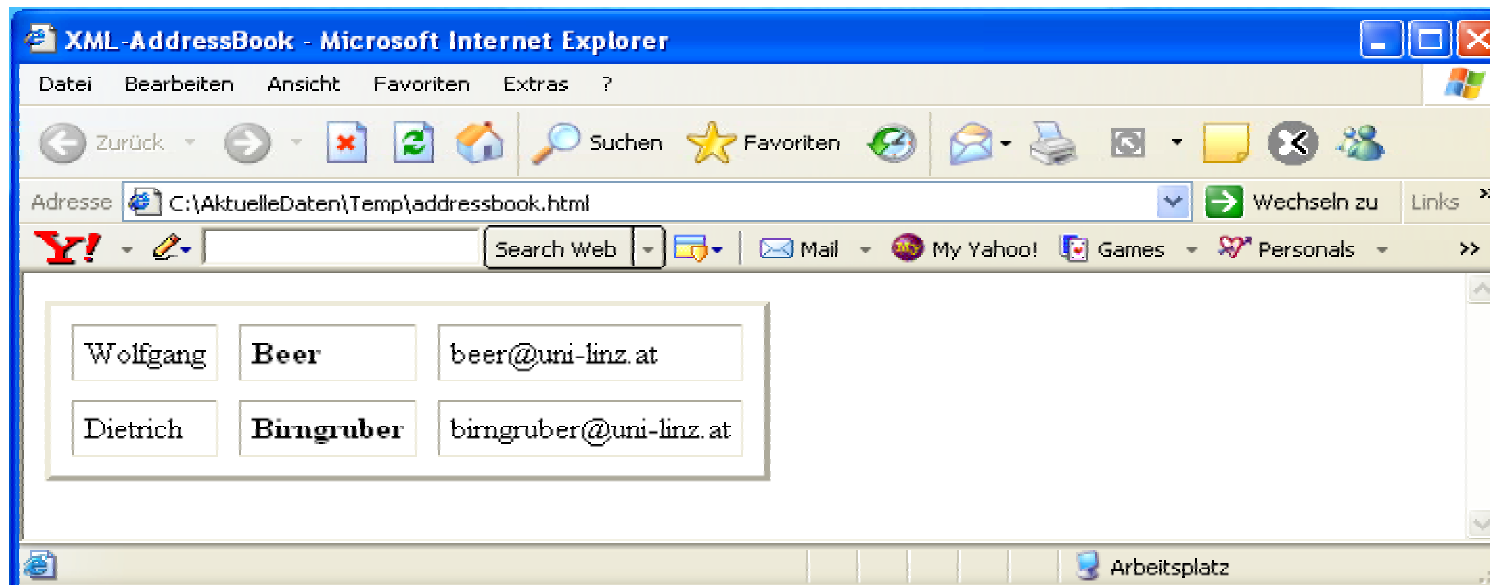 XML-AddressBook - Microsoft Internet Explorer
Datei Bearbeiten Ansicht Favoriten Extras ?
Zurück Suchen Favoriten
Adresse C:\AktuelleDaten\Temp\addressbook.html Wechseln zu Links »
Y! Search Web Mail My Yahoo! Games Personals »
Wolfgang Beer beer@uni-linz.at
Dietrich Birngruber birngruber@uni-linz.at
Arbeitsplatz